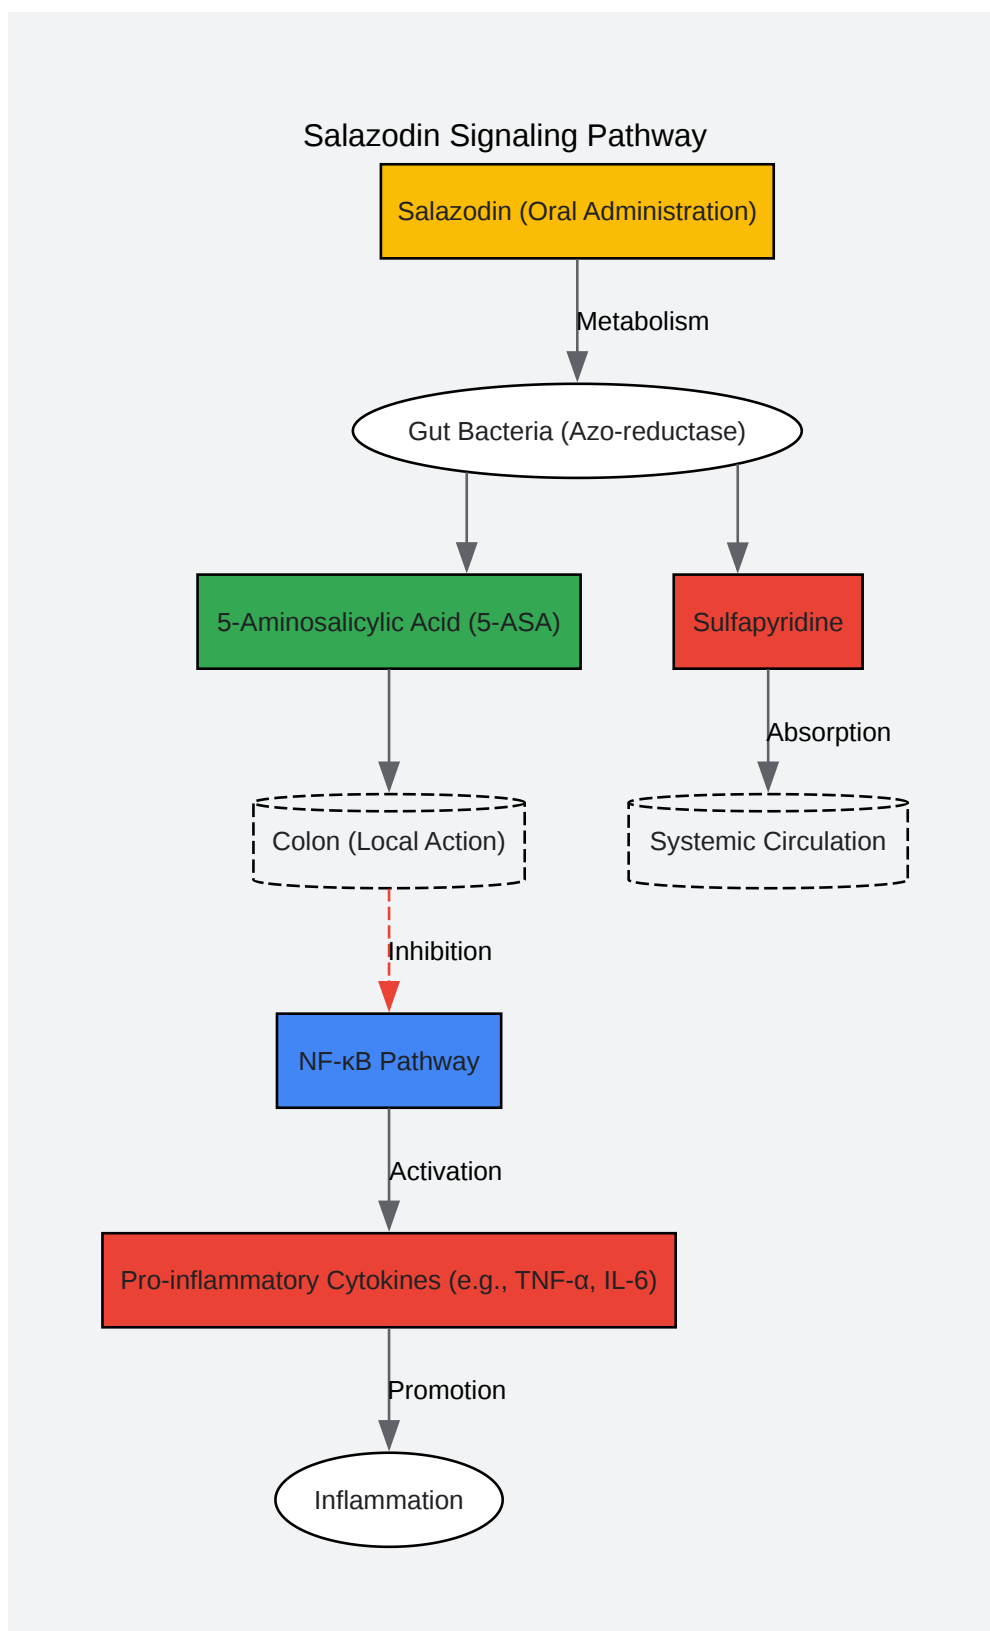 Salazodin Signaling Pathway
Salazodin (Oral Administration)
Metabolism
Gut Bacteria (Azo-reductase)
5-Aminosalicylic Acid (5-ASA)
Sulfapyridine
Absorption
Colon (Local Action)
Systemic Circulation
Inhibition
NF-κB Pathway
Activation
Pro-inflammatory Cytokines (e.g., TNF-α, IL-6)
Promotion
Inflammation